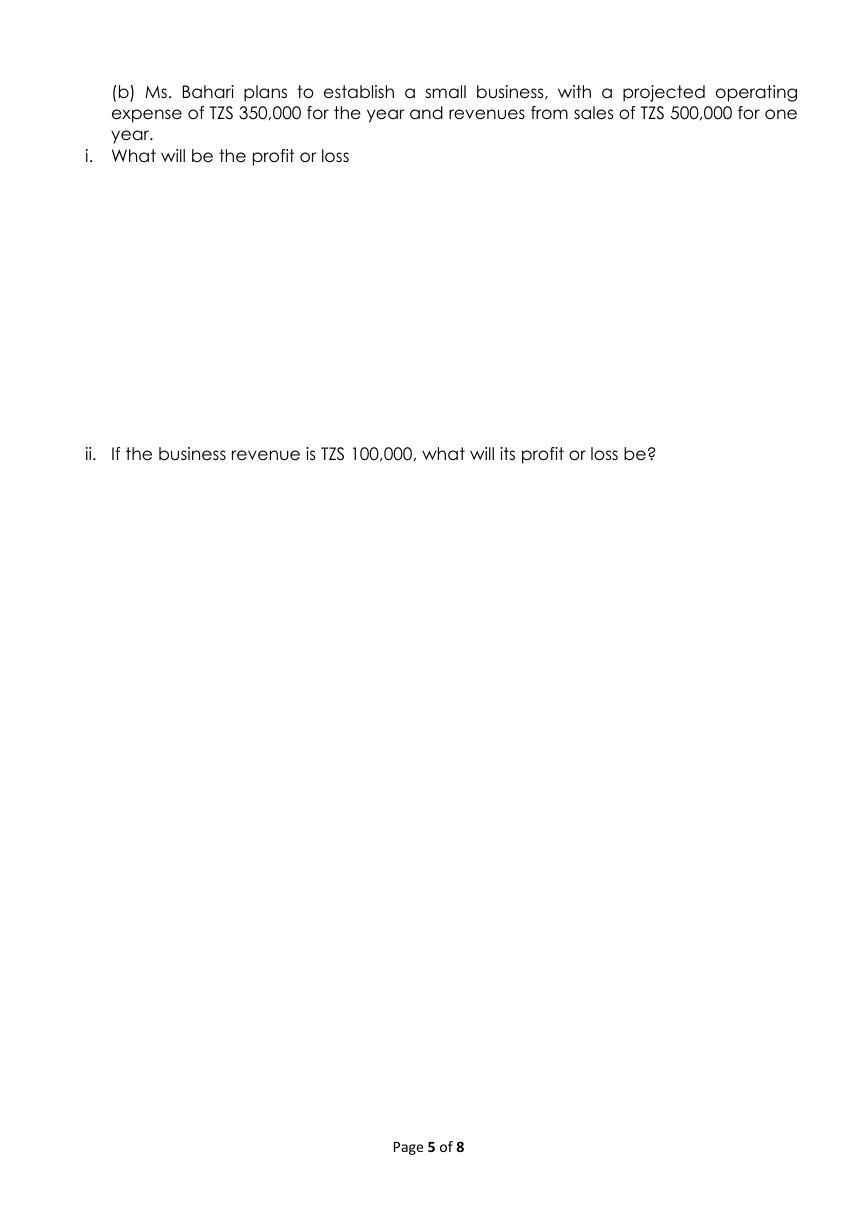 (b) Ms. Bahari plans to establish a small business, with a projected operating
expense of TZS 350,000 for the year and revenues from sales of TZS 500,000 for one
year.
i. What will be the profit or loss
ii. If the business revenue is TZS 100,000, what will its profit or loss be?
Page 5 of 8